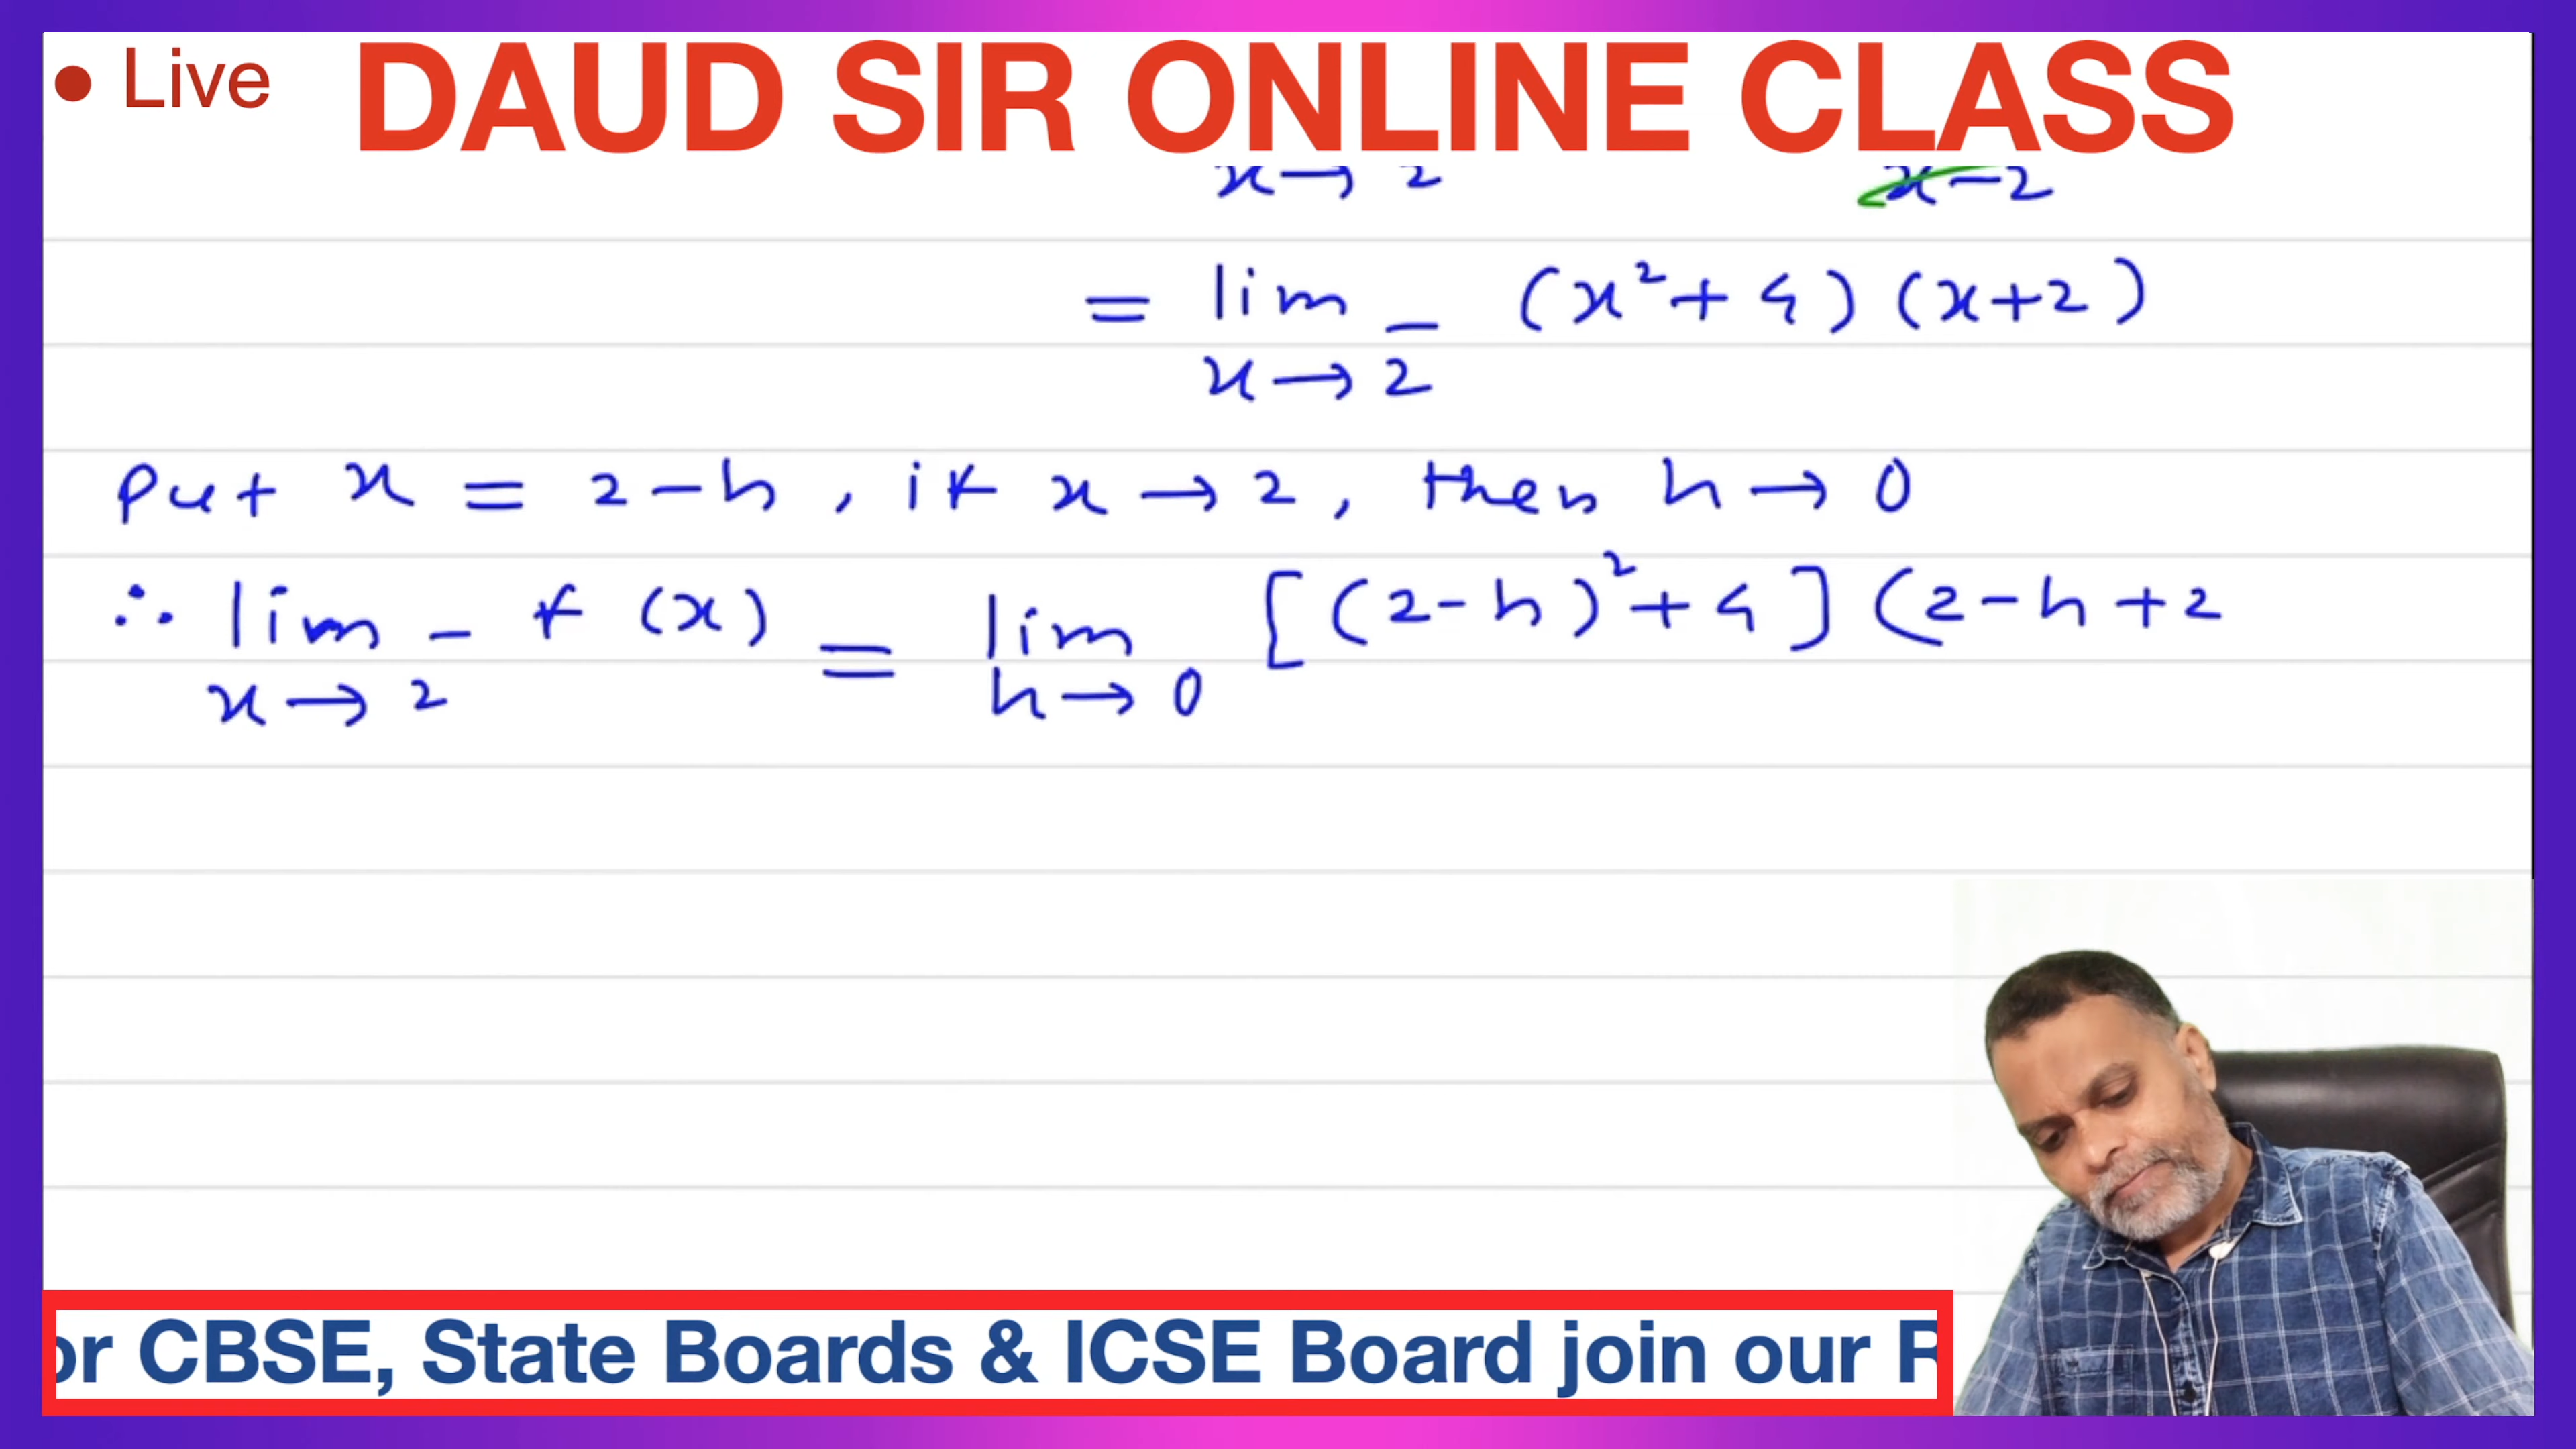 • Live DAUD SIR ONLINE CLASS
x → 2 x - 2
= lim _ (x² + 4) (x + 2)
x → 2
Put x = 2 - h , if x → 2 , then h → 0
∴ lim _ f (x) = lim [(2 - h)² + 4] (2 - h + 2
x → 2 h → 0
or CBSE, State Boards & ICSE Board join our R